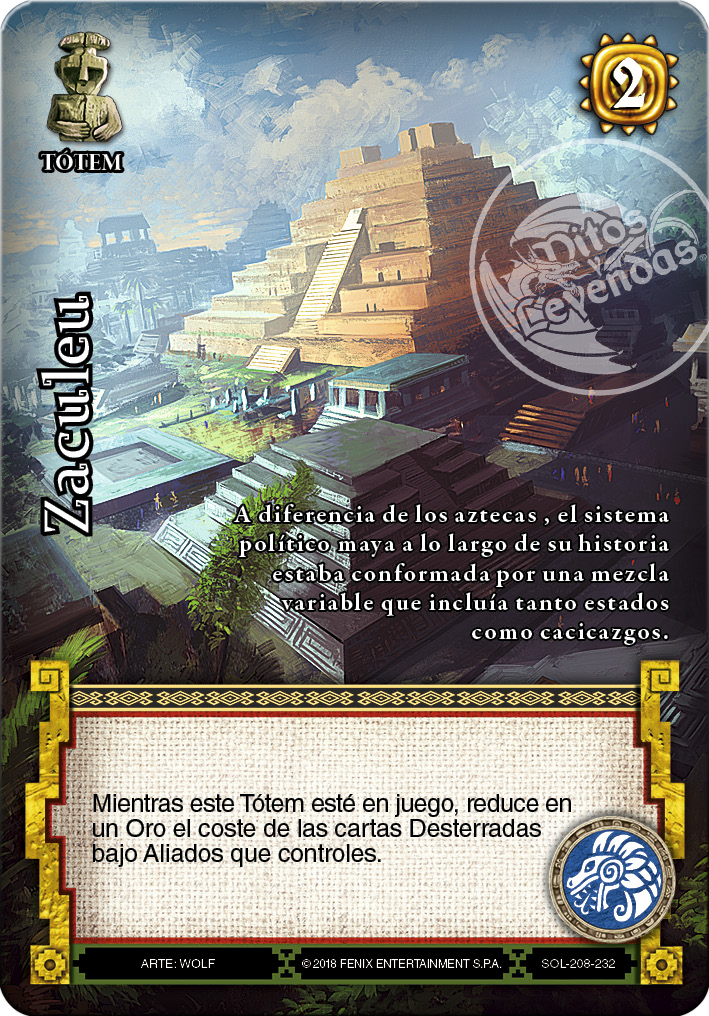 TÓTEM
2
Mitos
y
Leyendas
Zaculeu
A diferencia de los aztecas , el sistema
político maya a lo largo de su historia
estaba conformada por una mezcla
variable que incluía tanto estados
como cacicazgos.
Mientras este Tótem esté en juego, reduce en
un Oro el coste de las cartas Desterradas
bajo Aliados que controles.
ARTE: WOLF
© 2018 FENIX ENTERTAINMENT S.P.A.
SOL-208-232